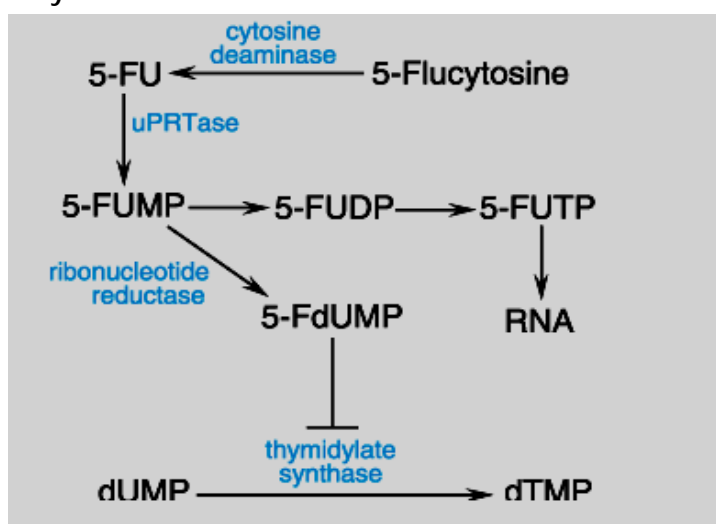 cytosine
deaminase
5-FU 5-Flucytosine
uPRTase
5-FUMP 5-FUDP 5-FUTP
ribonucleotide
reductase
5-FdUMP RNA
thymidylate
synthase
dUMP dTMP